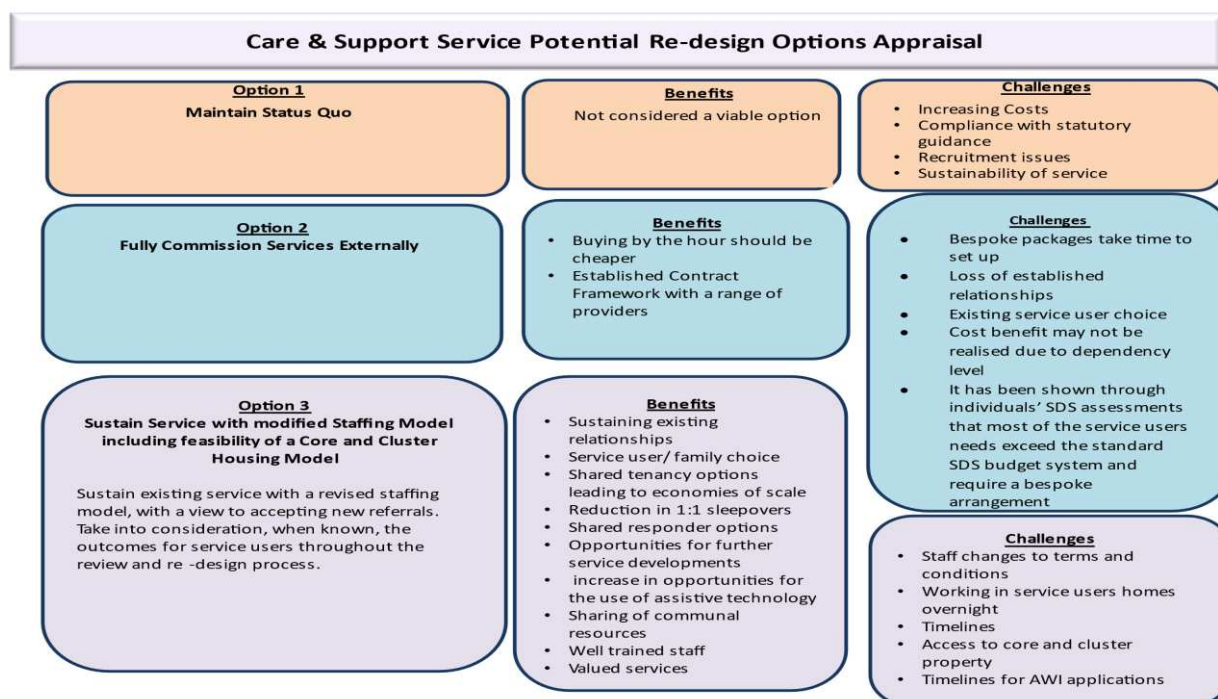 Care & Support Service Potential Re-design Options Appraisal
Option 1
Maintain Status Quo
Benefits
Not considered a viable option
Challenges
• Increasing Costs
• Compliance with statutory
guidance
• Recruitment issues
• Sustainability of service
Option 2
Fully Commission Services Externally
Benefits
• Buying by the hour should be
cheaper
• Established Contract
Framework with a range of
providers
Challenges
• Bespoke packages take time to
set up
• Loss of established
relationships
• Existing service user choice
• Cost benefit may not be
realised due to dependency
level
• It has been shown through
individuals’ SDS assessments
that most of the service users
needs exceed the standard
SDS budget system and
require a bespoke
arrangement
Option 3
Sustain Service with modified Staffing Model
including feasibility of a Core and Cluster
Housing Model
Sustain existing service with a revised staffing
model, with a view to accepting new referrals.
Take into consideration, when known, the
outcomes for service users throughout the
review and re -design process.
Benefits
• Sustaining existing
relationships
• Service user/ family choice
• Shared tenancy options
leading to economies of scale
• Reduction in 1:1 sleepovers
• Shared responder options
• Opportunities for further
service developments
• increase in opportunities for
the use of assistive technology
• Sharing of communal
resources
• Well trained staff
• Valued services
Challenges
• Staff changes to terms and
conditions
• Working in service users homes
overnight
• Timelines
• Access to core and cluster
property
• Timelines for AWI applications